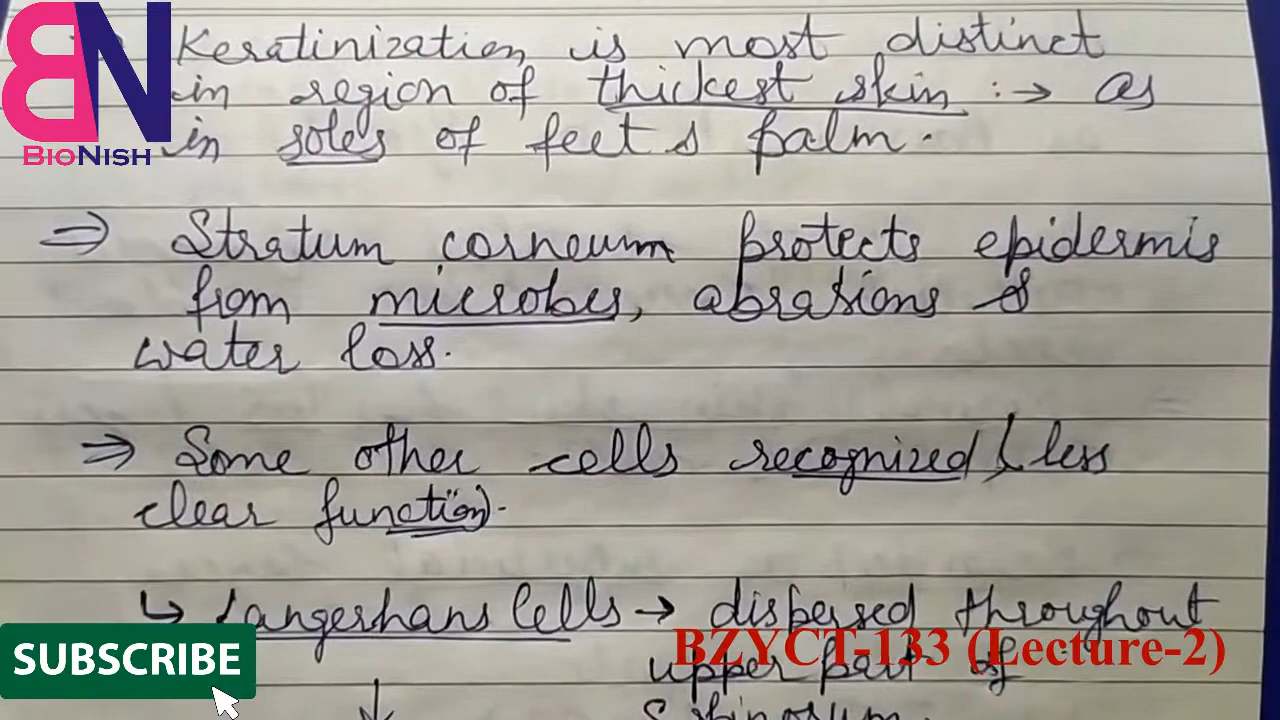 BN
BIONISH
Keratinization is most distinct
in region of thickest skin :→ as
in soles of feet & palm.
⇒ Stratum corneum protects epidermis
from microbes, abrasions &
water loss.
⇒ Some other cells recognized (less
clear function).
↳ Langerhans Cells → dispersed throughout
upper part of
S. spinosum.
SUBSCRIBE
BZYCT-133 (Lecture-2)